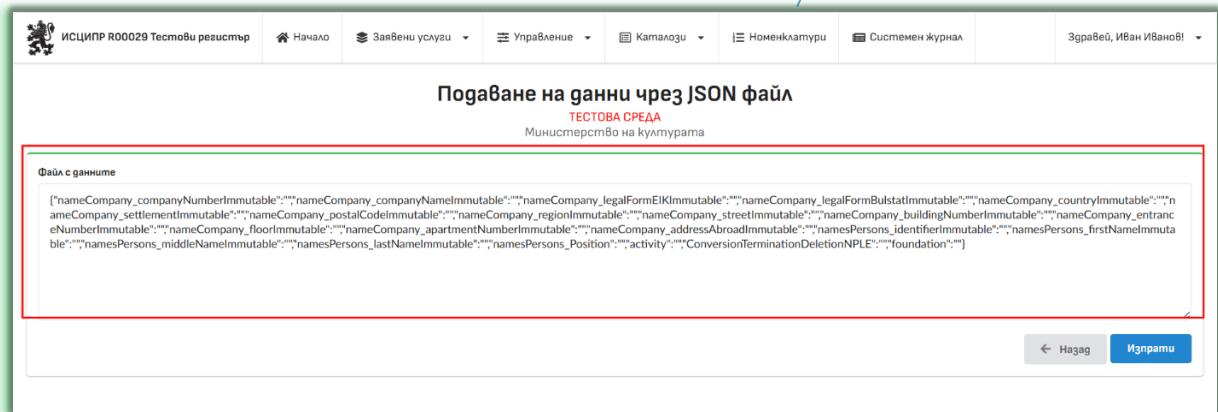 ИСЦИПР R00029 Тестови регистър Начало Заявени услуги Управление Каталози Номенклатури Системен журнал Здравей, Иван Иванов!
Подаване на данни чрез JSON файл
ТЕСТОВА СРЕДА
Министерство на културата
Файл с данните
{"nameCompany_companyNumberImmutable":"","nameCompany_companyNameImmutable":"","nameCompany_legalFormEIKImmutable":"","nameCompany_legalFormBulstatImmutable":"","nameCompany_countryImmutable":"","n
ameCompany_settlementImmutable":"","nameCompany_postalCodeImmutable":"","nameCompany_regionImmutable":"","nameCompany_streetImmutable":"","nameCompany_buildingNumberImmutable":"","nameCompany_entranc
eNumberImmutable":"","nameCompany_floorImmutable":"","nameCompany_apartmentNumberImmutable":"","nameCompany_addressAbroadImmutable":"","namesPersons_identifierImmutable":"","namesPersons_firstNameImmuta
ble":"","namesPersons_middleNameImmutable":"","namesPersons_lastNameImmutable":"","namesPersons_Position":"","activity":"","ConversionTerminationDeletionNPLE":"","foundation":""}
Назад Изпрати